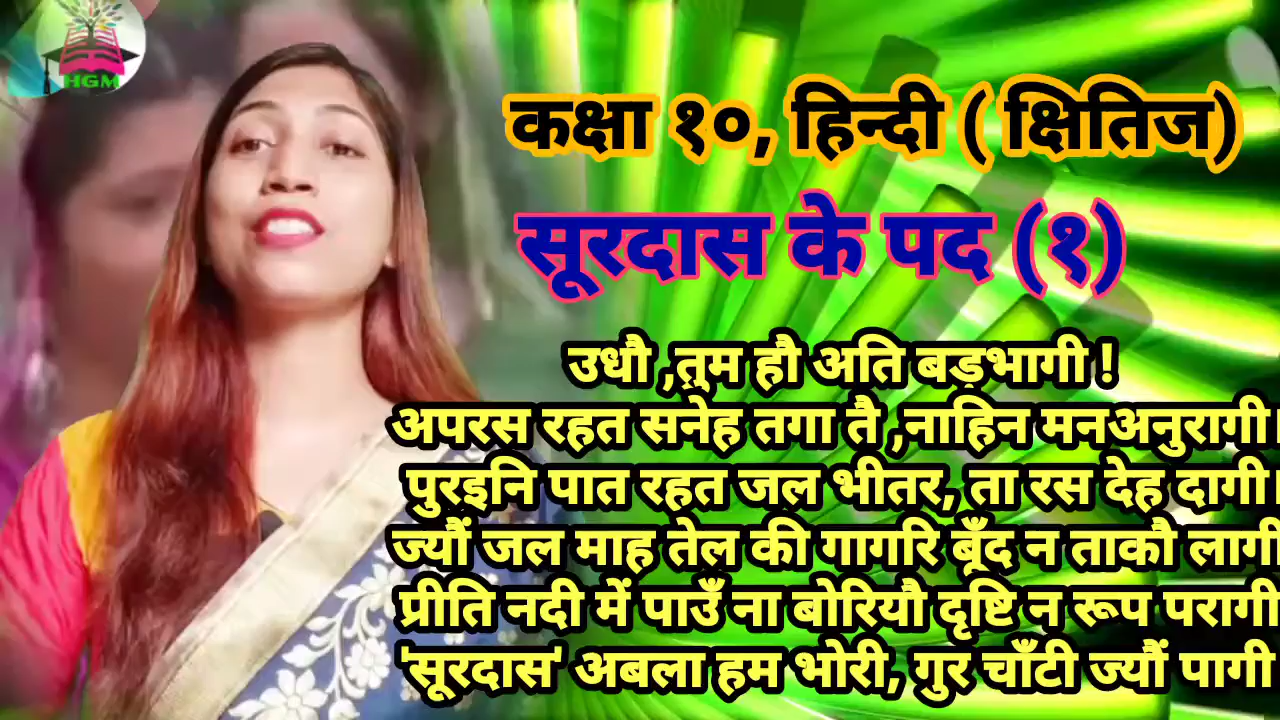 HGM
कक्षा १०, हिन्दी ( क्षितिज)
सूरदास के पद (१)
उधौ ,तुम हौ अति बड़भागी !
अपरस रहत सनेह तगा तै ,नाहिन मनअनुरागी।
पुरइनि पात रहत जल भीतर, ता रस देह दागी।
ज्यौं जल माह तेल की गागरि बूँद न ताकौ लागी
प्रीति नदी में पाउँ ना बोरियौ दृष्टि न रूप परागी
'सूरदास' अबला हम भोरी, गुर चाँटी ज्यौं पागी